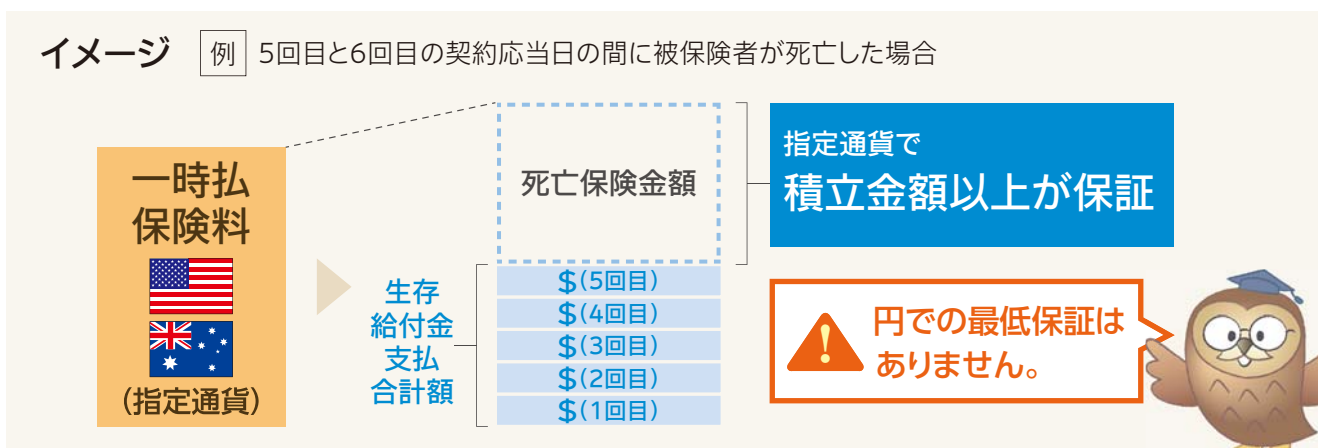 イメージ 例 5回目と6回目の契約応当日の間に被保険者が死亡した場合
一時払
保険料
(指定通貨)
死亡保険金額
指定通貨で
積立金額以上が保証
生存
給付金
支払
合計額
$(5回目)
$(4回目)
$(3回目)
$(2回目)
$(1回目)
円での最低保証は
ありません。